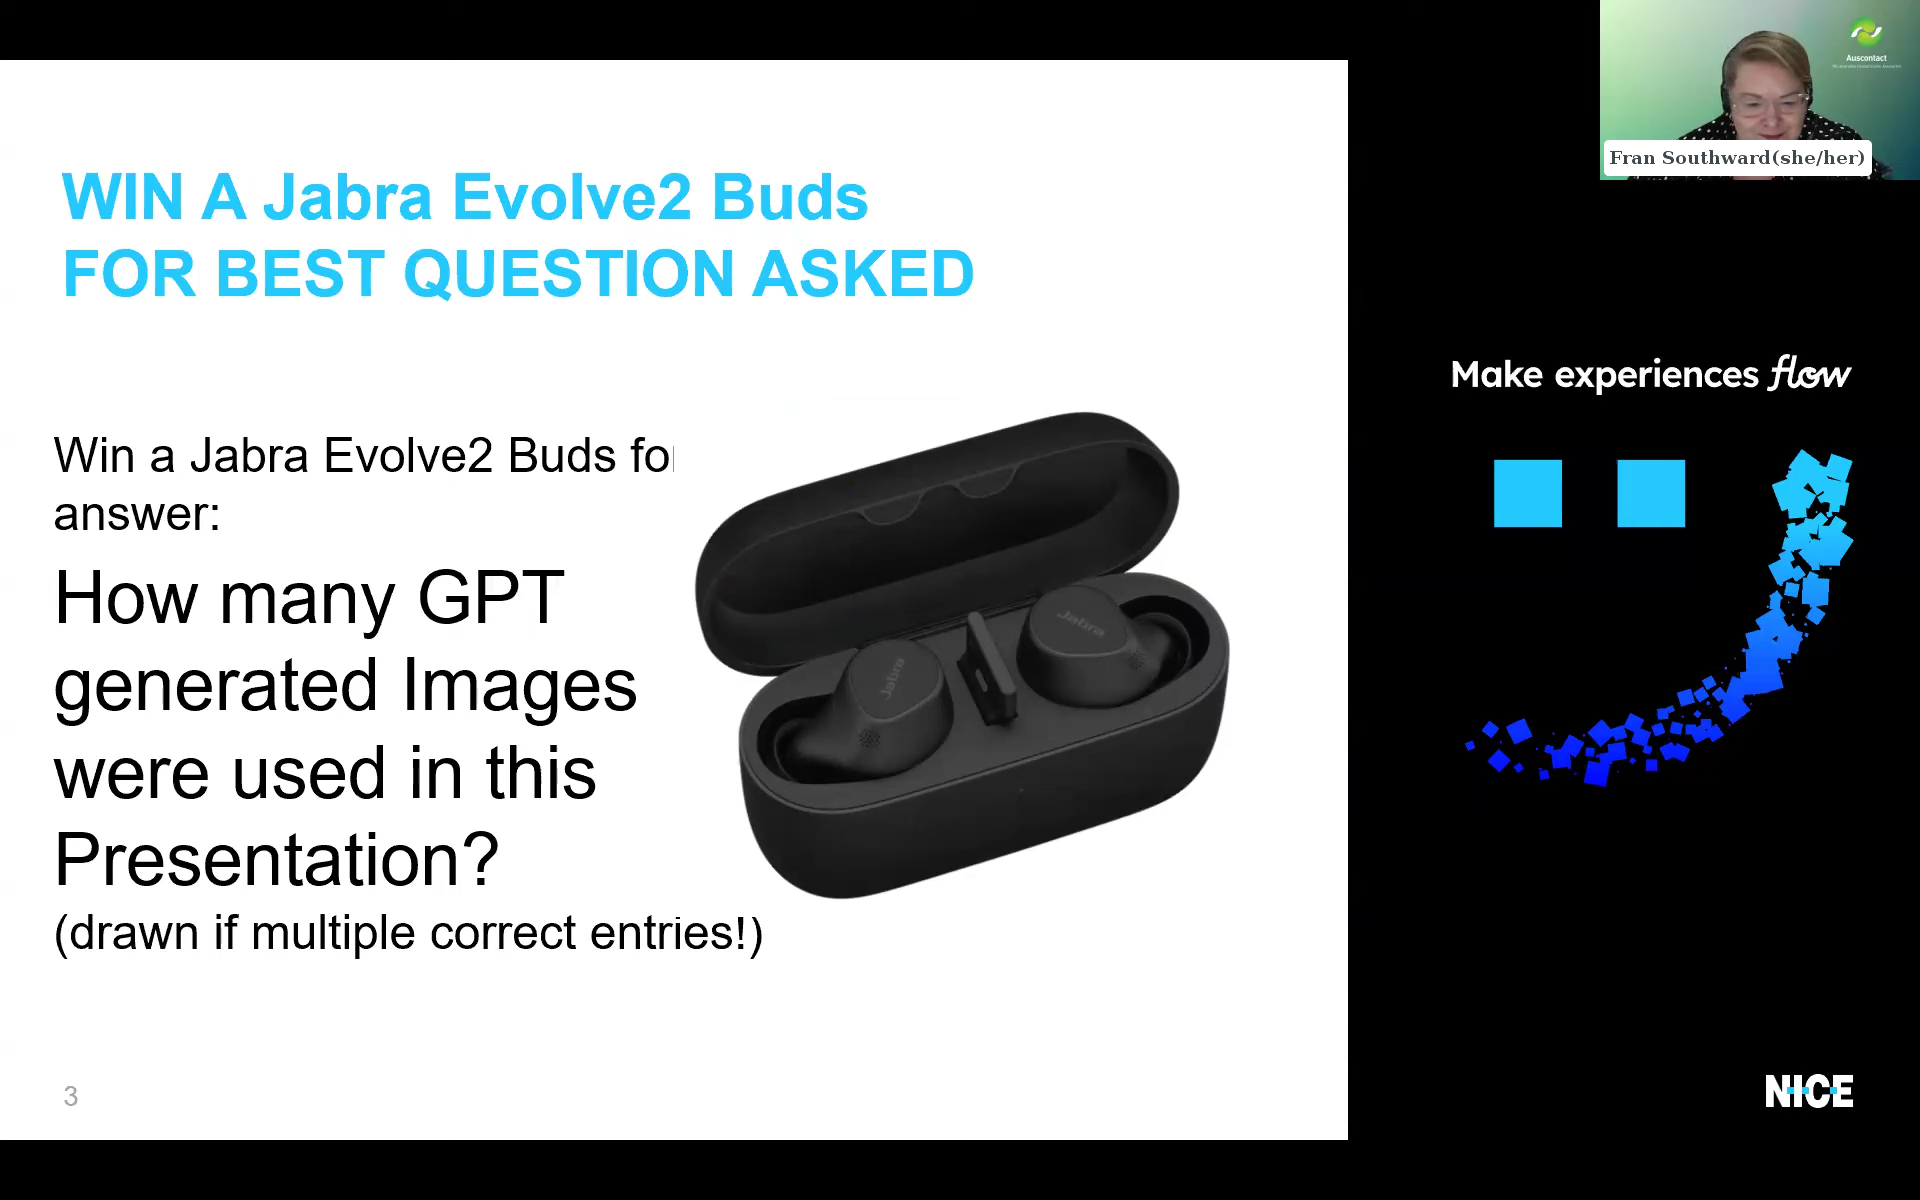 WIN A Jabra Evolve2 Buds
FOR BEST QUESTION ASKED
Win a Jabra Evolve2 Buds for
answer:
How many GPT
generated Images
were used in this
Presentation?
(drawn if multiple correct entries!)
Jabra
Jabra
3
Auscontact
Fran Southward(she/her)
Make experiences flow
NICE